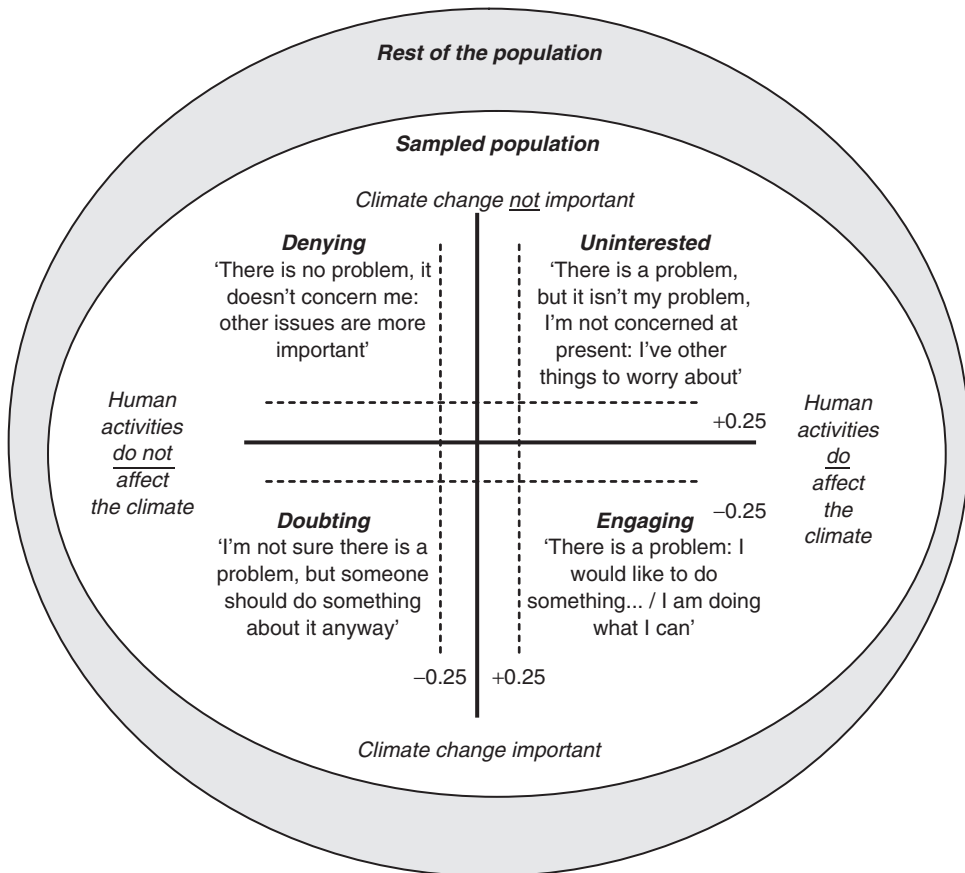 Rest of the population
Sampled population
Climate change not important
Denying
‘There is no problem, it
doesn’t concern me:
other issues are more
important’
Uninterested
‘There is a problem,
but it isn’t my problem,
I’m not concerned at
present: I’ve other
things to worry about’
Human
activities
do not
affect
the climate
+0.25
Human
activities
do
affect
the
climate
−0.25
Doubting
‘I’m not sure there is a
problem, but someone
should do something
about it anyway’
Engaging
‘There is a problem: I
would like to do
something... / I am doing
what I can’
−0.25
+0.25
Climate change important